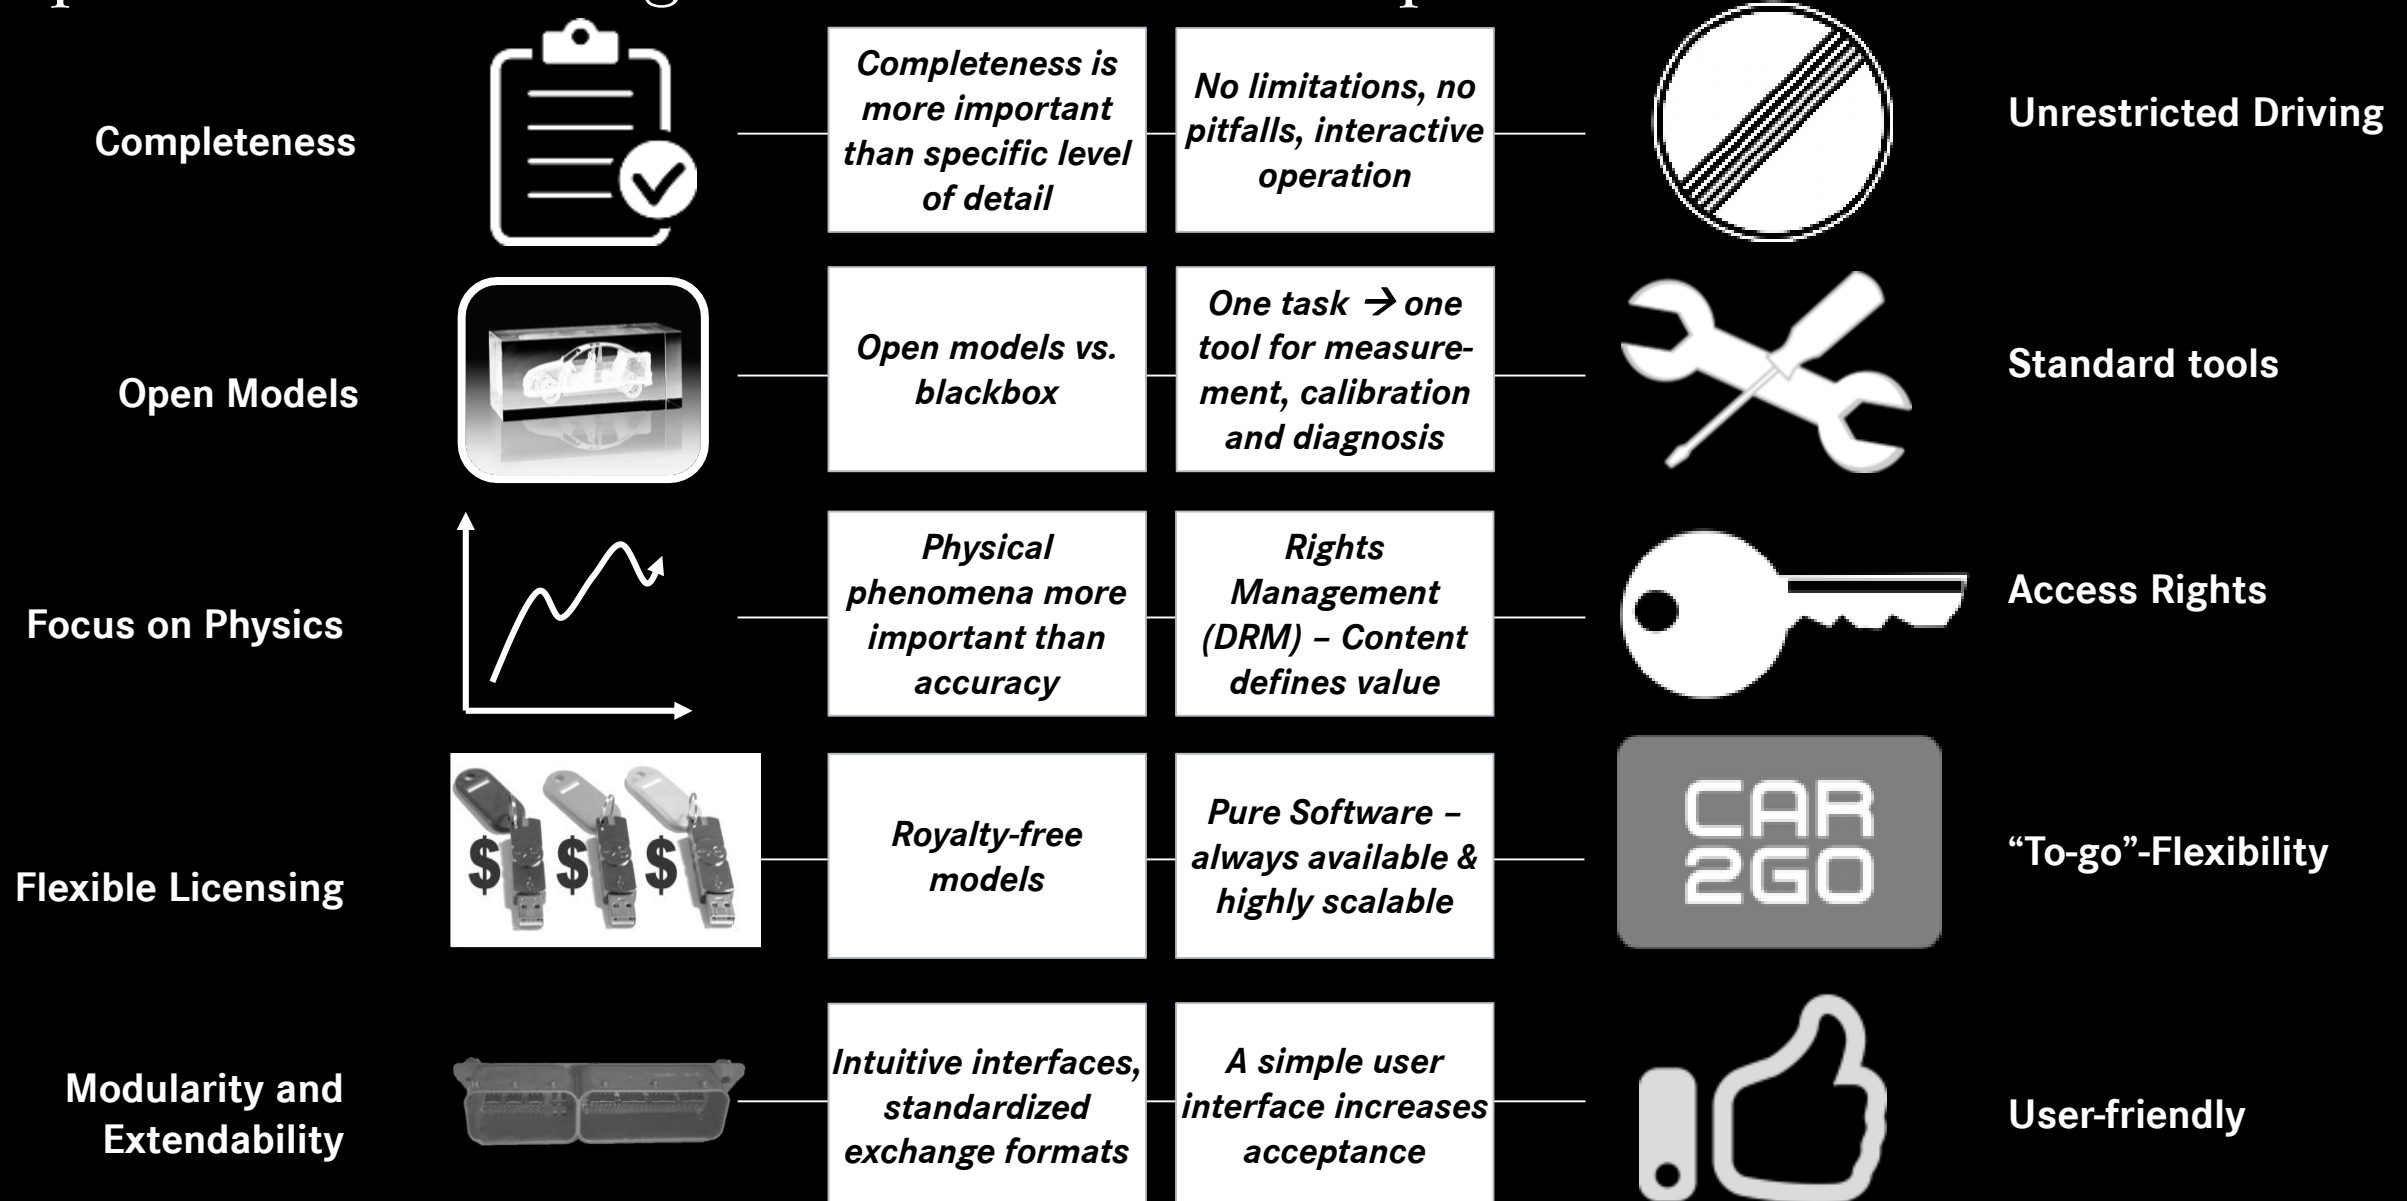 Completeness
Completeness is
more important
than specific level
of detail
No limitations, no
pitfalls, interactive
operation
Unrestricted Driving
Open Models
Open models vs.
blackbox
One task → one
tool for measure-
ment, calibration
and diagnosis
Standard tools
Focus on Physics
Physical
phenomena more
important than
accuracy
Rights
Management
(DRM) – Content
defines value
Access Rights
Flexible Licensing
$ $ $
Royalty-free
models
Pure Software –
always available &
highly scalable
CAR
2GO
“To-go”-Flexibility
Modularity and
Extendability
Intuitive interfaces,
standardized
exchange formats
A simple user
interface increases
acceptance
User-friendly